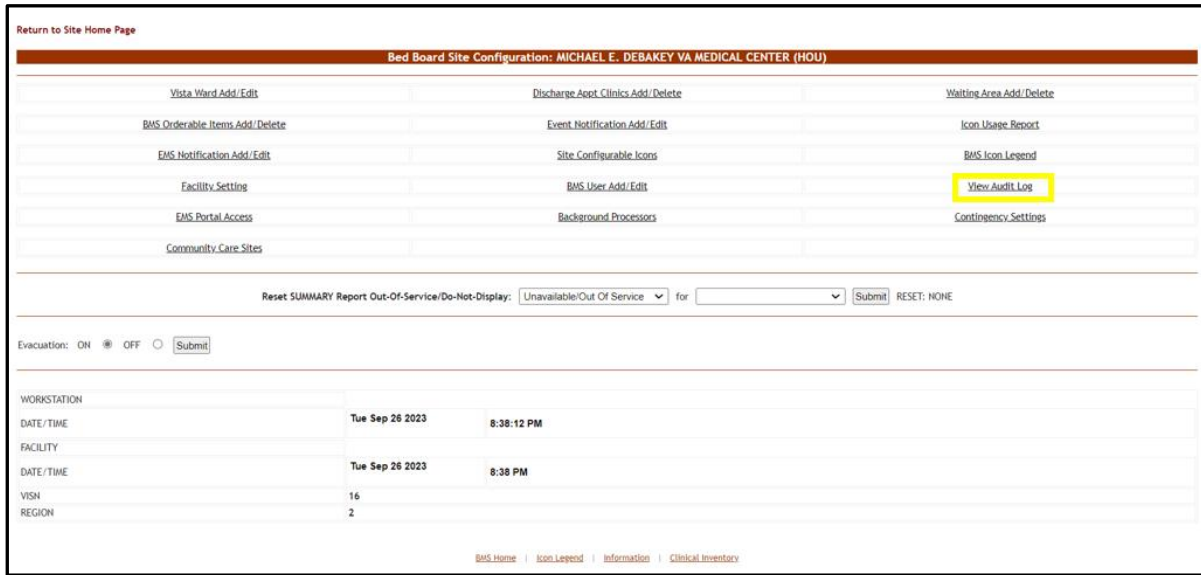 Return to Site Home Page
Bed Board Site Configuration: MICHAEL E. DEBAKEY VA MEDICAL CENTER (HOU)
Vista Ward Add/Edit Discharge Appt Clinics Add/Delete Waiting Area Add/Delete
BMS Orderable Items Add/Delete Event Notification Add/Edit Icon Usage Report
EMS Notification Add/Edit Site Configurable Icons BMS Icon Legend
Facility Setting BMS User Add/Edit View Audit Log
EMS Portal Access Background Processors Contingency Settings
Community Care Sites
Reset SUMMARY Report Out-Of-Service/Do-Not-Display: Unavailable/Out Of Service for Submit RESET: NONE
Evacuation: ON OFF Submit
WORKSTATION
DATE/TIME Tue Sep 26 2023 8:38:12 PM
FACILITY
DATE/TIME Tue Sep 26 2023 8:38 PM
VISN 16
REGION 2
BMS Home | Icon Legend | Information | Clinical Inventory